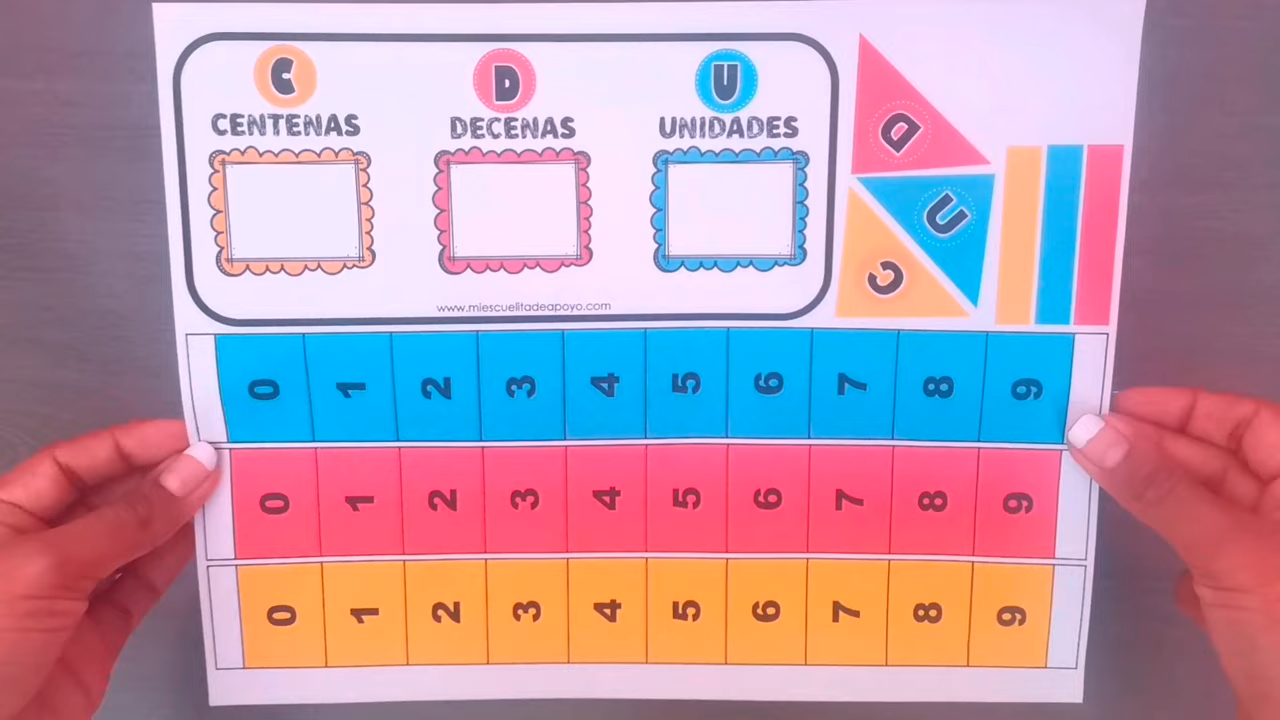 C D U
CENTENAS DECENAS UNIDADES
www.miescuelitadeapoyo.com
D
U
C
0 1 2 3 4 5 6 7 8 9
0 1 2 3 4 5 6 7 8 9
0 1 2 3 4 5 6 7 8 9